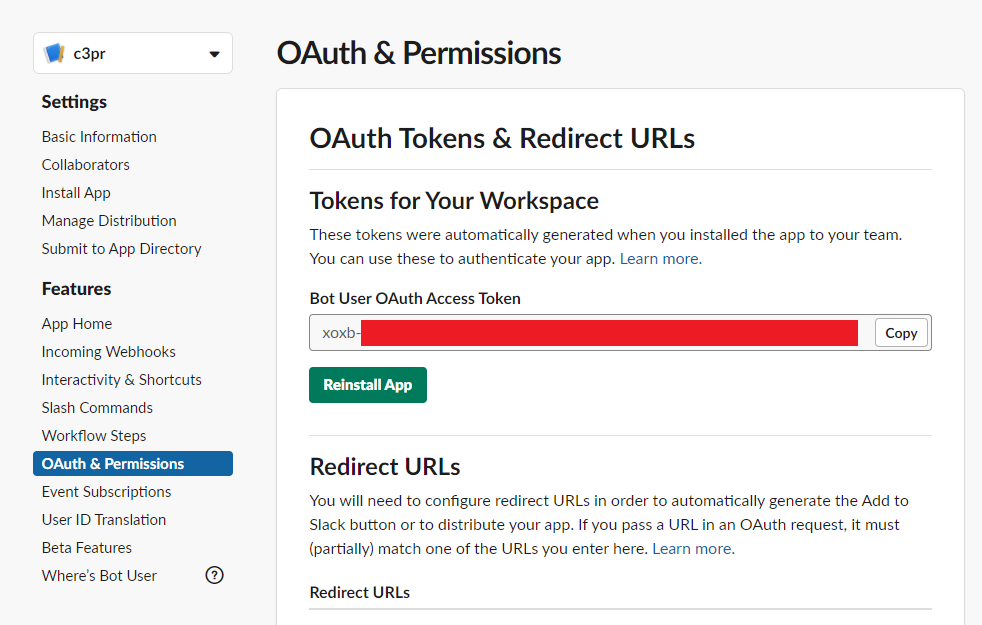 c3pr
Settings
Basic Information
Collaborators
Install App
Manage Distribution
Submit to App Directory
Features
App Home
Incoming Webhooks
Interactivity & Shortcuts
Slash Commands
Workflow Steps
OAuth & Permissions
Event Subscriptions
User ID Translation
Beta Features
Where's Bot User
?
OAuth & Permissions
OAuth Tokens & Redirect URLs
Tokens for Your Workspace
These tokens were automatically generated when you installed the app to your team.
You can use these to authenticate your app. Learn more.
Bot User OAuth Access Token
xoxb-
Copy
Reinstall App
Redirect URLs
You will need to configure redirect URLs in order to automatically generate the Add to
Slack button or to distribute your app. If you pass a URL in an OAuth request, it must
(partially) match one of the URLs you enter here. Learn more.
Redirect URLs